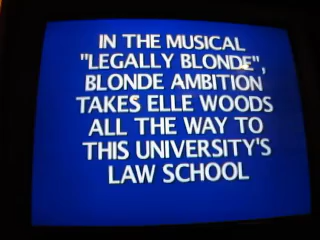 IN THE MUSICAL
"LEGALLY BLONDE",
BLONDE AMBITION
TAKES ELLE WOODS
ALL THE WAY TO
THIS UNIVERSITY'S
LAW SCHOOL